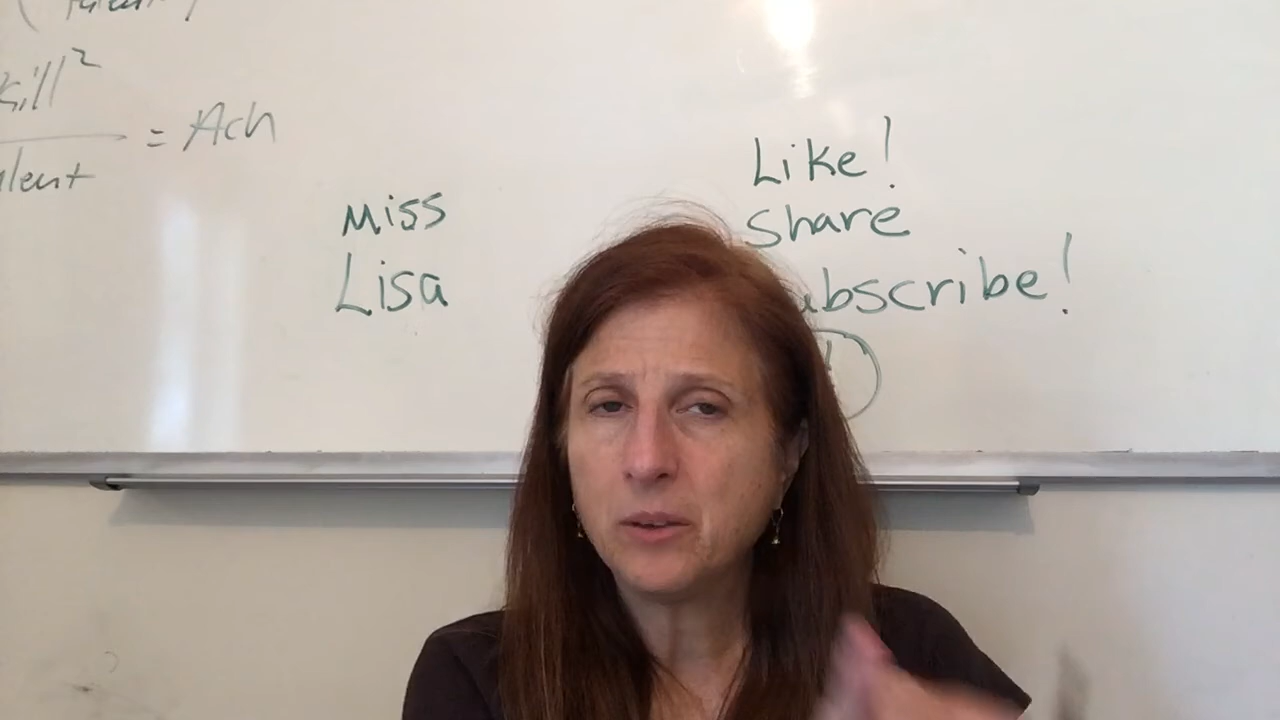 kill²
= Ach
lent
Miss
Lisa
Like!
Share
ubscribe!